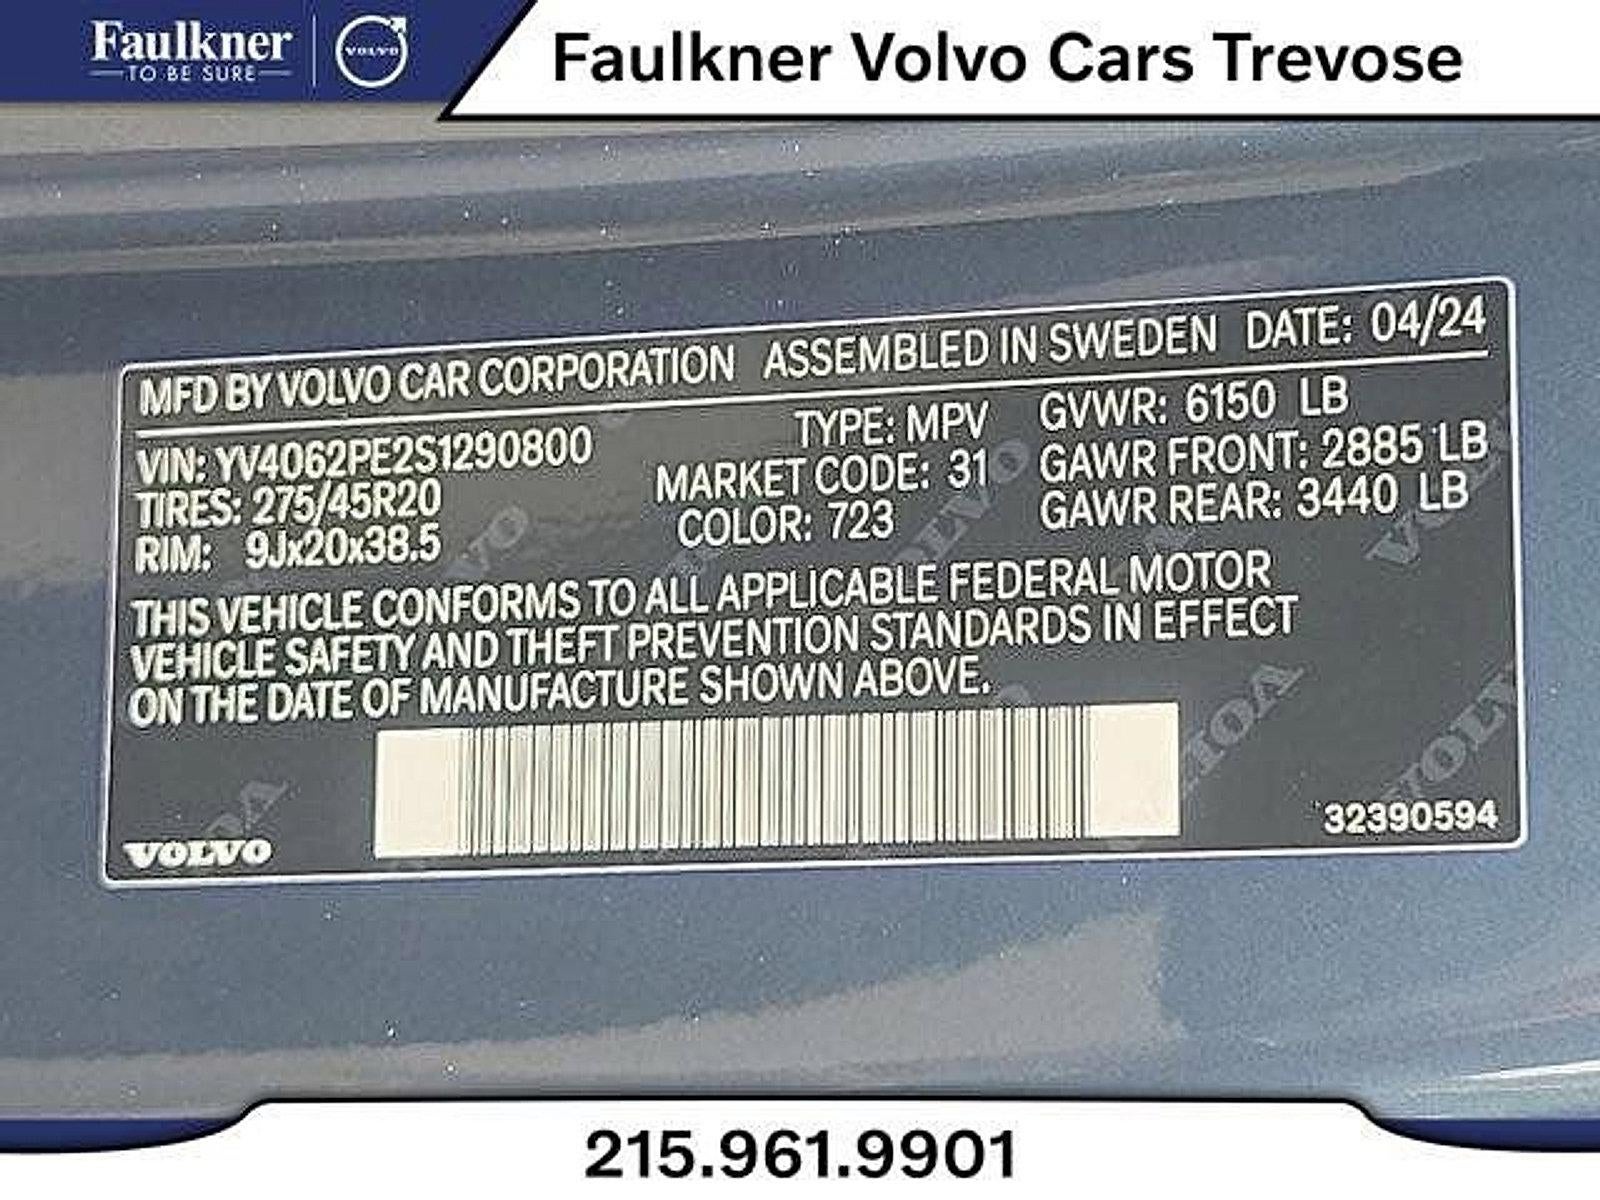 Faulkner
TO BE SURE
VOLVO
Faulkner Volvo Cars Trevose
MFD BY VOLVO CAR CORPORATION ASSEMBLED IN SWEDEN DATE: 04/24
VIN: YV4062PE2S1290800 TYPE: MPV GVWR: 6150 LB
TIRES: 275/45R20 MARKET CODE: 31 GAWR FRONT: 2885 LB
RIM: 9Jx20x38.5 COLOR: 723 GAWR REAR: 3440 LB
THIS VEHICLE CONFORMS TO ALL APPLICABLE FEDERAL MOTOR
VEHICLE SAFETY AND THEFT PREVENTION STANDARDS IN EFFECT
ON THE DATE OF MANUFACTURE SHOWN ABOVE.
VOLVO
32390594
215.961.9901